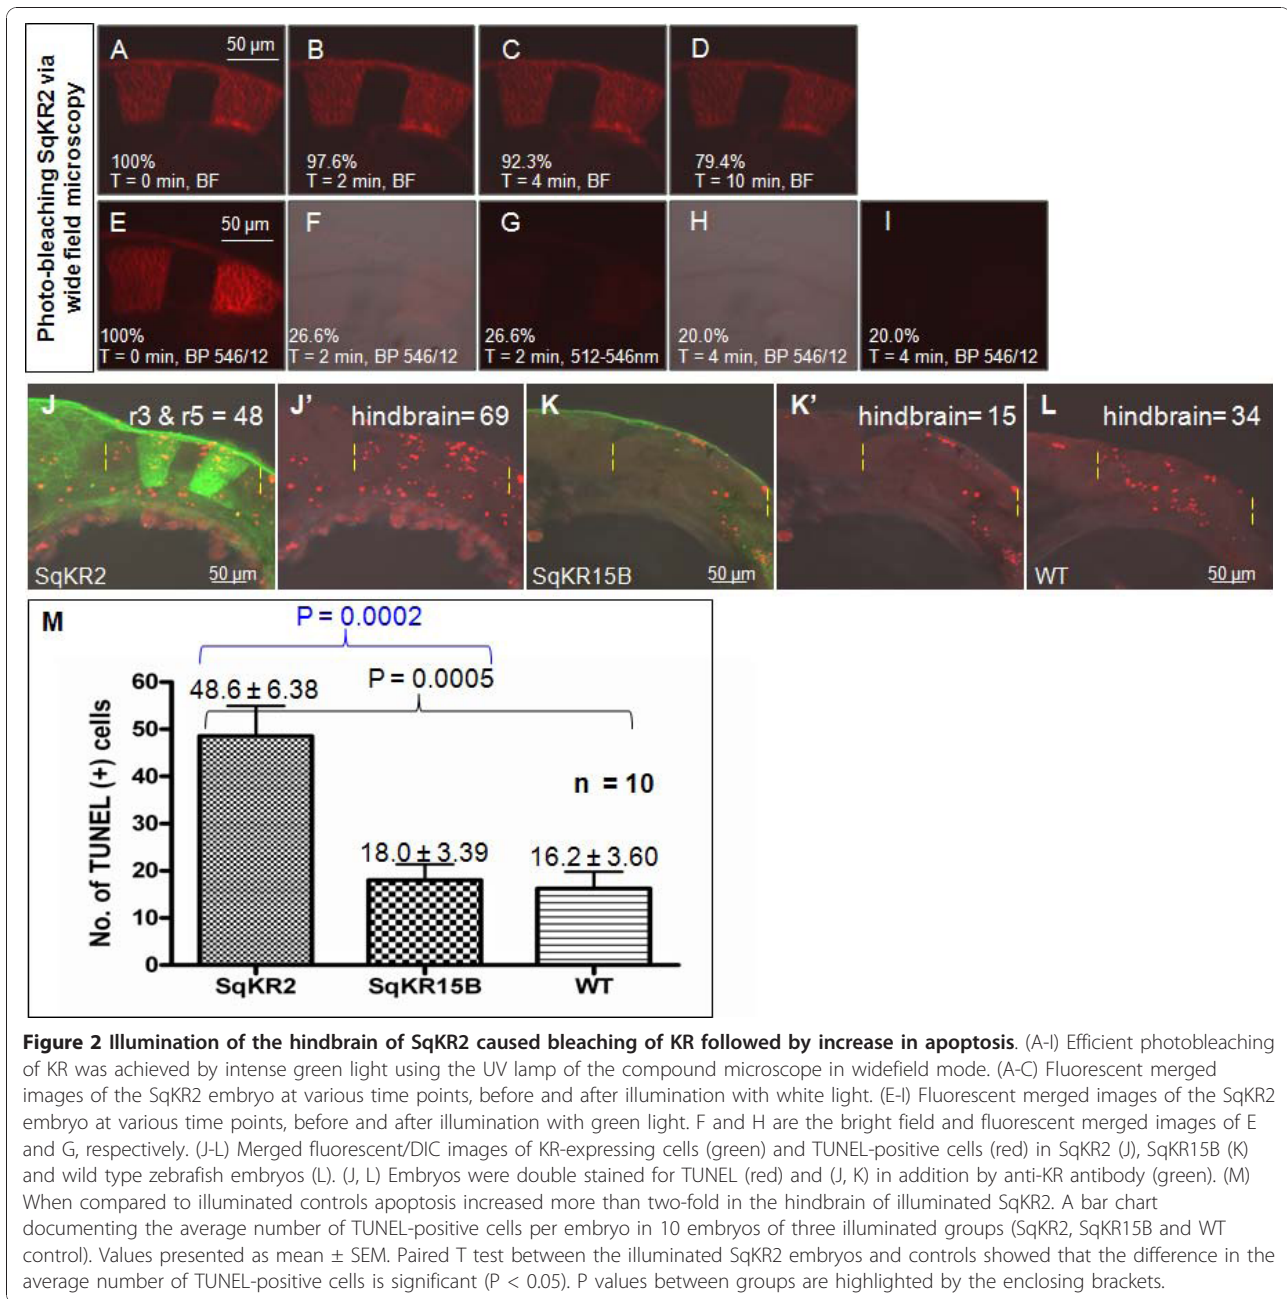 Photo-bleaching SqKR2 via
wide field microscopy
A
50 µm
100%
T = 0 min, BF
B
97.6%
T = 2 min, BF
C
92.3%
T = 4 min, BF
D
79.4%
T = 10 min, BF
E
50 µm
100%
T = 0 min, BP 546/12
F
26.6%
T = 2 min, BP 546/12
G
26.6%
T = 2 min, 512-546nm
H
20.0%
T = 4 min, BP 546/12
I
20.0%
T = 4 min, BP 546/12
J
r3 & r5 = 48
SqKR2
50 µm
J’
hindbrain= 69
K
SqKR15B
50 µm
K’
hindbrain= 15
L
hindbrain= 34
WT
50 µm
M
P = 0.0002
P = 0.0005
48.6 ± 6.38
18.0 ± 3.39
16.2 ± 3.60
n = 10
No. of TUNEL (+) cells
60
50
40
30
20
10
0
SqKR2
SqKR15B
WT
Figure 2 Illumination of the hindbrain of SqKR2 caused bleaching of KR followed by increase in apoptosis. (A-I) Efficient photobleaching
of KR was achieved by intense green light using the UV lamp of the compound microscope in widefield mode. (A-C) Fluorescent merged
images of the SqKR2 embryo at various time points, before and after illumination with white light. (E-I) Fluorescent merged images of the SqKR2
embryo at various time points, before and after illumination with green light. F and H are the bright field and fluorescent merged images of E
and G, respectively. (J-L) Merged fluorescent/DIC images of KR-expressing cells (green) and TUNEL-positive cells (red) in SqKR2 (J), SqKR15B (K)
and wild type zebrafish embryos (L). (J, L) Embryos were double stained for TUNEL (red) and (J, K) in addition by anti-KR antibody (green). (M)
When compared to illuminated controls apoptosis increased more than two-fold in the hindbrain of illuminated SqKR2. A bar chart
documenting the average number of TUNEL-positive cells per embryo in 10 embryos of three illuminated groups (SqKR2, SqKR15B and WT
control). Values presented as mean ± SEM. Paired T test between the illuminated SqKR2 embryos and controls showed that the difference in the
average number of TUNEL-positive cells is significant (P < 0.05). P values between groups are highlighted by the enclosing brackets.